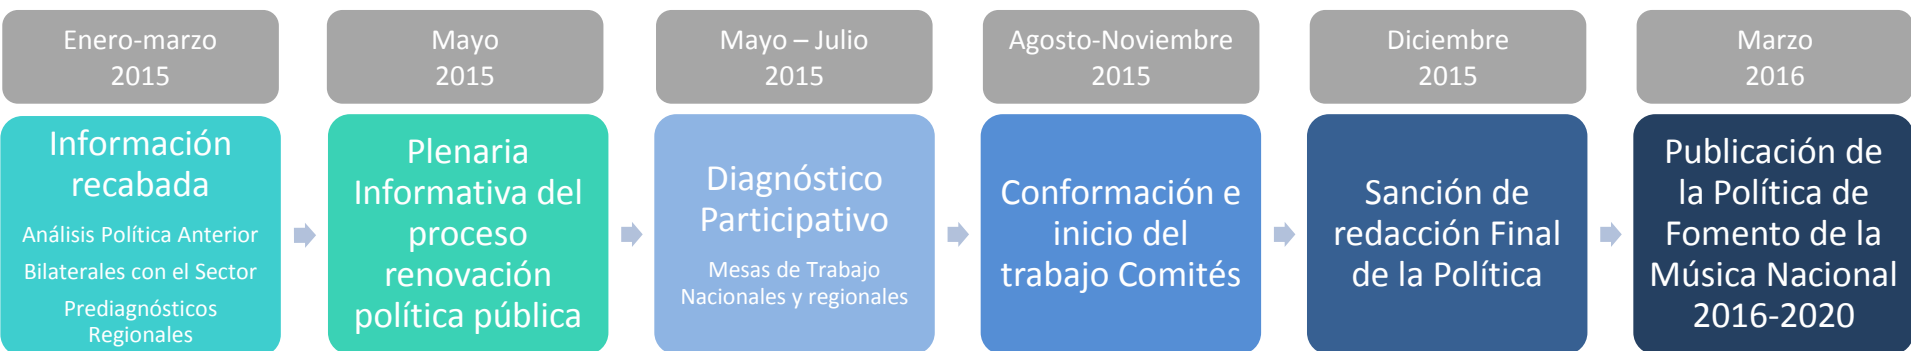 Enero-marzo
2015
Información
recabada
Análisis Política Anterior
Bilaterales con el Sector
Prediagnósticos
Regionales
Mayo
2015
Plenaria
Informativa del
proceso
renovación
política pública
Mayo – Julio
2015
Diagnóstico
Participativo
Mesas de Trabajo
Nacionales y regionales
Agosto-Noviembre
2015
Conformación e
inicio del
trabajo Comités
Diciembre
2015
Sanción de
redacción Final
de la Política
Marzo
2016
Publicación de
la Política de
Fomento de la
Música Nacional
2016-2020